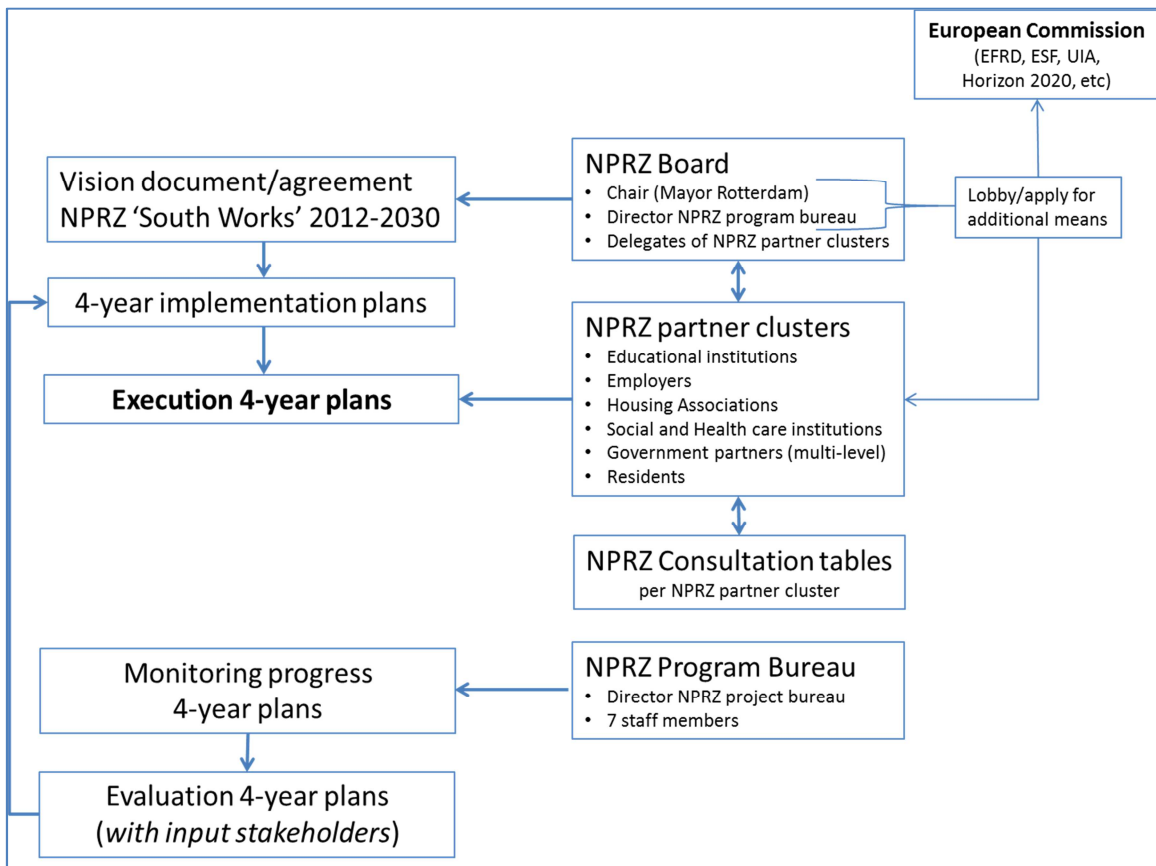 European Commission
(EFRD, ESF, UIA,
Horizon 2020, etc)
Vision document/agreement
NPRZ ‘South Works’ 2012-2030
NPRZ Board
• Chair (Mayor Rotterdam)
• Director NPRZ program bureau
• Delegates of NPRZ partner clusters
Lobby/apply for
additional means
4-year implementation plans
Execution 4-year plans
NPRZ partner clusters
• Educational institutions
• Employers
• Housing Associations
• Social and Health care institutions
• Government partners (multi-level)
• Residents
NPRZ Consultation tables
per NPRZ partner cluster
Monitoring progress
4-year plans
NPRZ Program Bureau
• Director NPRZ project bureau
• 7 staff members
Evaluation 4-year plans
(with input stakeholders)